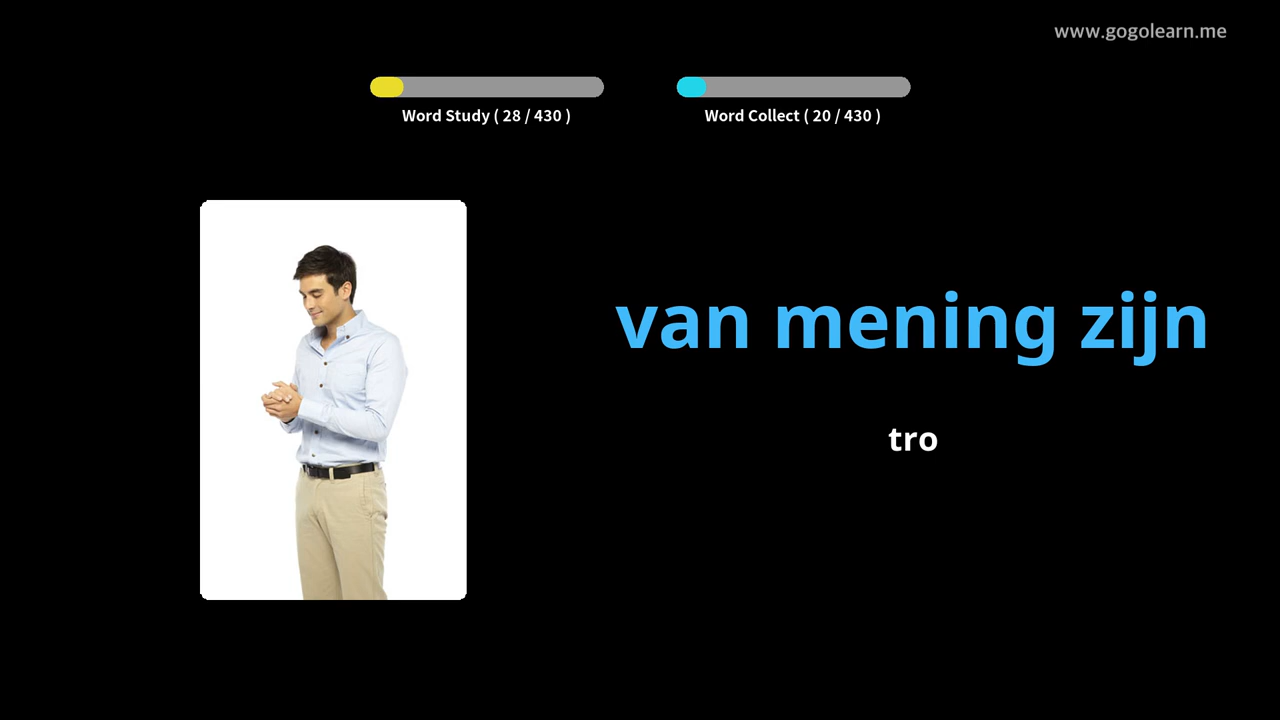 www.gogolearn.me
Word Study ( 28 / 430 )
Word Collect ( 20 / 430 )
van mening zijn
tro